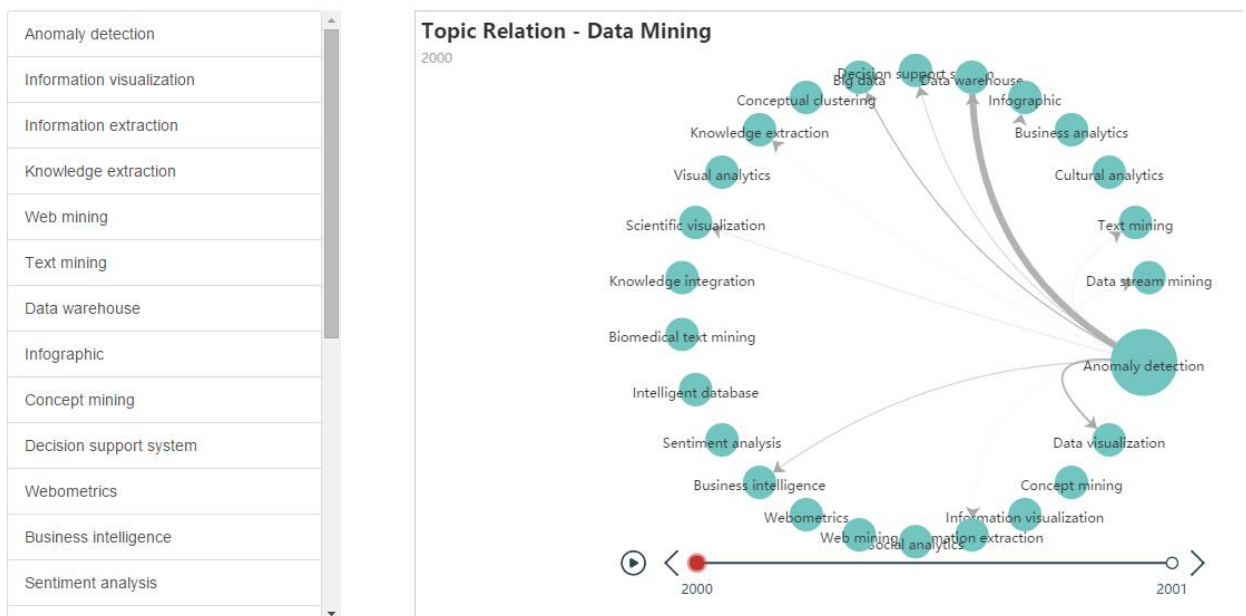 Anomaly detection
Information visualization
Information extraction
Knowledge extraction
Web mining
Text mining
Data warehouse
Infographic
Concept mining
Decision support system
Webometrics
Business intelligence
Sentiment analysis
Topic Relation - Data Mining
2000
Decision support
Big data
Data warehouse
Conceptual clustering
Infographic
Knowledge extraction
Business analytics
Visual analytics
Cultural analytics
Scientific visualization
Text mining
Knowledge integration
Data stream mining
Biomedical text mining
Anomaly detection
Intelligent database
Sentiment analysis
Data visualization
Business intelligence
Concept mining
Webometrics
Information visualization
Web mining
social analytics
mation extraction
2000
2001